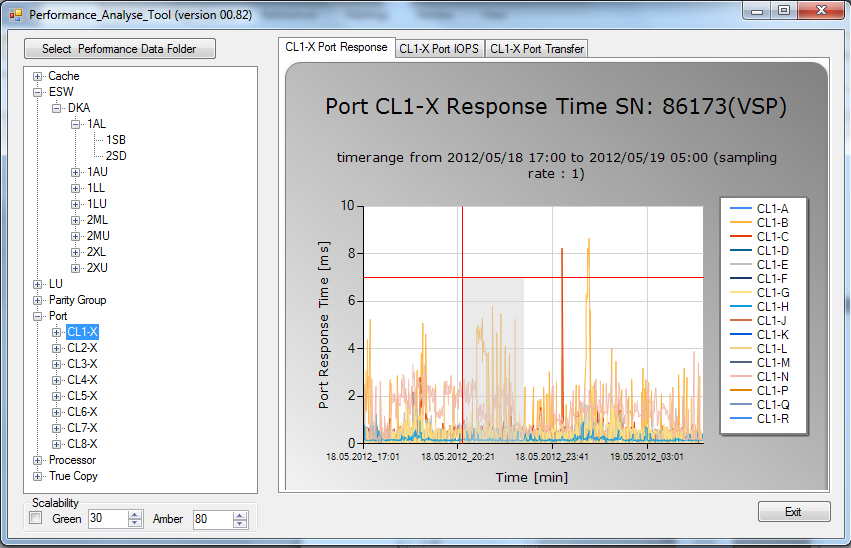 Performance_Analyse_Tool (version 00.82)
Select Performance Data Folder
Cache
ESW
DKA
1AL
1SB
2SD
1AU
1LL
1LU
2ML
2MU
2XL
2XU
LU
Parity Group
Port
CL1-X
CL2-X
CL3-X
CL4-X
CL5-X
CL6-X
CL7-X
CL8-X
Processor
True Copy
Scalability
Green 30 Amber 80
CL1-X Port Response CL1-X Port IOPS CL1-X Port Transfer
Port CL1-X Response Time SN: 86173(VSP)
timerange from 2012/05/18 17:00 to 2012/05/19 05:00 (sampling
rate : 1)
Port Response Time [ms]
10
8
6
4
2
0
18.05.2012_17:01 18.05.2012_20:21 18.05.2012_23:41 19.05.2012_03:01
Time [min]
CL1-A
CL1-B
CL1-C
CL1-D
CL1-E
CL1-F
CL1-G
CL1-H
CL1-J
CL1-K
CL1-L
CL1-M
CL1-N
CL1-P
CL1-Q
CL1-R
Exit